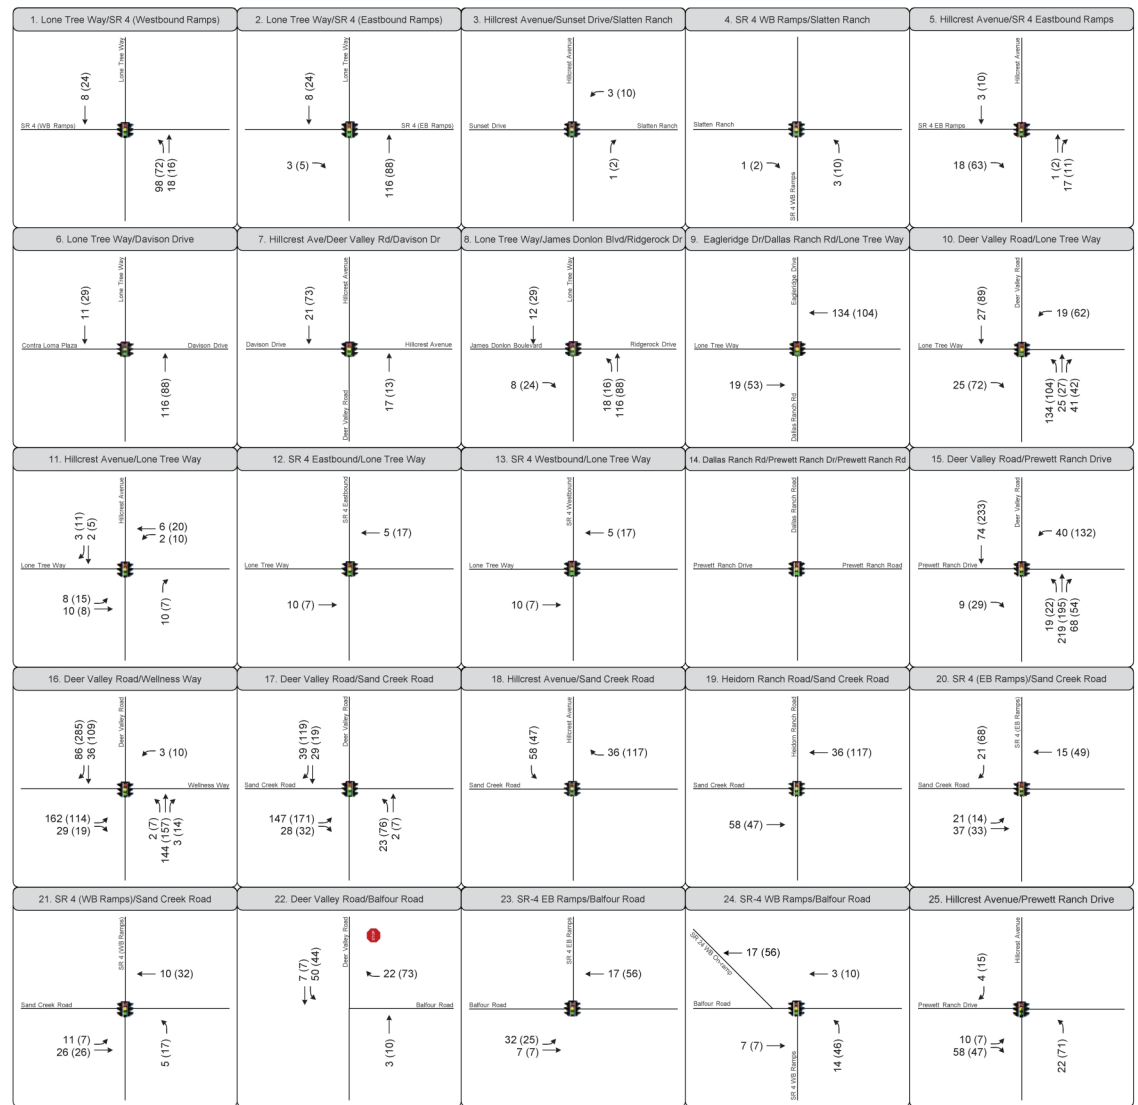 1. Lone Tree Way/SR 4 (Westbound Ramps)
Lone Tree Way
8 (24)
SR 4 (WB Ramps)
98 (72)
18 (16)
2. Lone Tree Way/SR 4 (Eastbound Ramps)
Lone Tree Way
8 (24)
SR 4 (EB Ramps)
3 (5)
116 (88)
3. Hillcrest Avenue/Sunset Drive/Slatten Ranch
Hillcrest Avenue
3 (10)
Sunset Drive
Slatten Ranch
1 (2)
4. SR 4 WB Ramps/Slatten Ranch
Slatten Ranch
1 (2)
SR 4 WB Ramps
3 (10)
5. Hillcrest Avenue/SR 4 Eastbound Ramps
Hillcrest Avenue
3 (10)
SR 4 EB Ramps
18 (63)
1 (2)
17 (11)
6. Lone Tree Way/Davison Drive
Lone Tree Way
11 (29)
Contra Loma Plaza
Davison Drive
116 (88)
7. Hillcrest Ave/Deer Valley Rd/Davison Dr
Hillcrest Avenue
21 (73)
Davison Drive
Hillcrest Avenue
Deer Valley Road
17 (13)
8. Lone Tree Way/James Donlon Blvd/Ridgerock Dr
Lone Tree Way
12 (29)
James Donlon Boulevard
Ridgerock Drive
8 (24)
18 (16)
116 (88)
9. Eagleridge Dr/Dallas Ranch Rd/Lone Tree Way
Eagleridge Drive
134 (104)
Lone Tree Way
19 (53)
Dallas Ranch Rd
10. Deer Valley Road/Lone Tree Way
Deer Valley Road
27 (89)
19 (62)
Lone Tree Way
25 (72)
134 (104)
25 (27)
41 (42)
11. Hillcrest Avenue/Lone Tree Way
Hillcrest Avenue
3 (11)
2 (5)
6 (20)
2 (10)
Lone Tree Way
8 (15)
10 (8)
10 (7)
12. SR 4 Eastbound/Lone Tree Way
SR 4 Eastbound
5 (17)
Lone Tree Way
10 (7)
13. SR 4 Westbound/Lone Tree Way
SR 4 Westbound
5 (17)
Lone Tree Way
10 (7)
14. Dallas Ranch Rd/Prewett Ranch Dr/Prewett Ranch Rd
Dallas Ranch Road
Prewett Ranch Drive
Prewett Ranch Road
15. Deer Valley Road/Prewett Ranch Drive
Deer Valley Road
74 (233)
40 (132)
Prewett Ranch Drive
9 (29)
19 (22)
219 (195)
68 (54)
16. Deer Valley Road/Wellness Way
Deer Valley Road
86 (285)
36 (109)
3 (10)
Wellness Way
162 (114)
29 (19)
2 (7)
144 (157)
3 (14)
17. Deer Valley Road/Sand Creek Road
Deer Valley Road
39 (119)
29 (19)
Sand Creek Road
147 (171)
28 (32)
23 (76)
2 (7)
18. Hillcrest Avenue/Sand Creek Road
Hillcrest Avenue
58 (47)
36 (117)
Sand Creek Road
19. Heidorn Ranch Road/Sand Creek Road
Heidorn Ranch Road
36 (117)
Sand Creek Road
58 (47)
20. SR 4 (EB Ramps)/Sand Creek Road
SR 4 (EB Ramps)
21 (68)
15 (49)
Sand Creek Road
21 (14)
37 (33)
21. SR 4 (WB Ramps)/Sand Creek Road
SR 4 (WB Ramps)
10 (32)
Sand Creek Road
11 (7)
26 (26)
5 (17)
22. Deer Valley Road/Balfour Road
Deer Valley Road
STOP
7 (7)
50 (44)
22 (73)
Balfour Road
3 (10)
23. SR-4 EB Ramps/Balfour Road
SR 4 EB Ramps
17 (56)
Balfour Road
32 (25)
7 (7)
24. SR-4 WB Ramps/Balfour Road
SR 24 WB On-ramp
17 (56)
3 (10)
Balfour Road
7 (7)
SR 4 WB Ramps
14 (46)
25. Hillcrest Avenue/Prewett Ranch Drive
Hillcrest Avenue
4 (15)
Prewett Ranch Drive
10 (7)
58 (47)
22 (71)